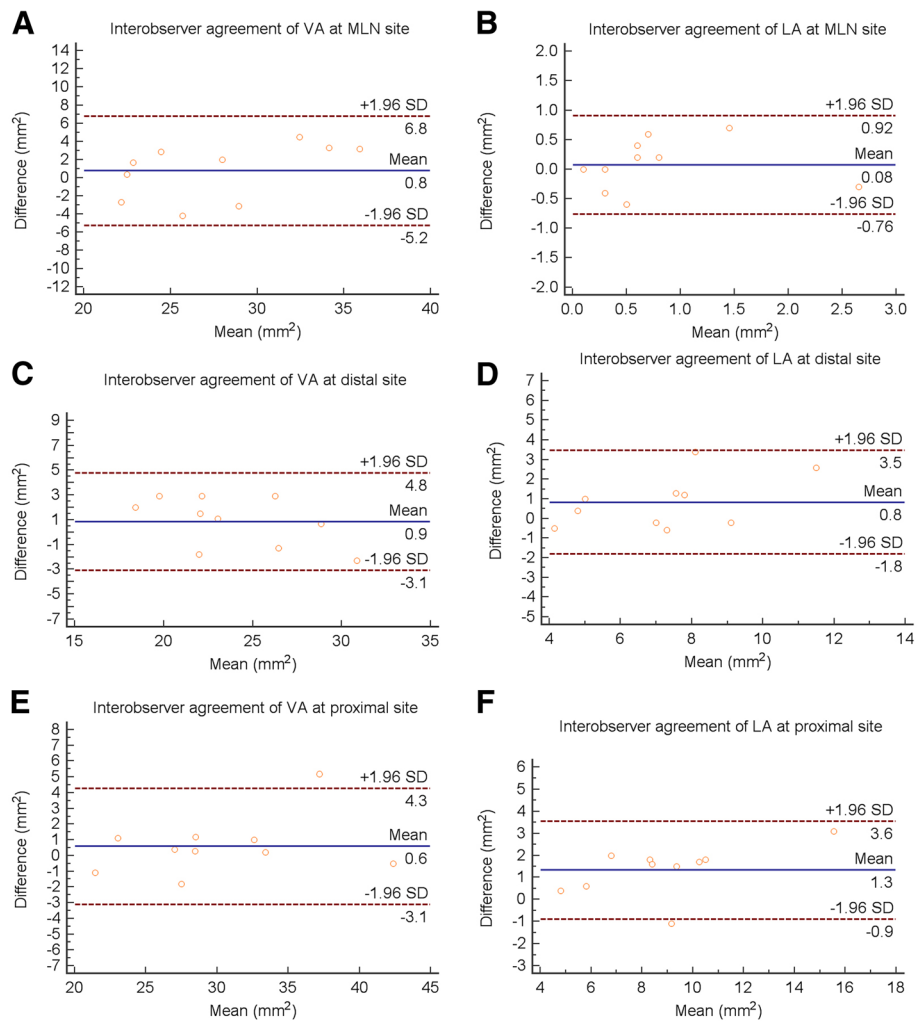 A
Interobserver agreement of VA at MLN site
Difference (mm²)
14
12
10
8
6
4
2
0
-2
-4
-6
-8
-10
-12
+1.96 SD
6.8
Mean
0.8
-1.96 SD
-5.2
20 25 30 35 40
Mean (mm²)
B
Interobserver agreement of LA at MLN site
Difference (mm²)
2.0
1.5
1.0
0.5
0.0
-0.5
-1.0
-1.5
-2.0
+1.96 SD
0.92
Mean
0.08
-1.96 SD
-0.76
0.0 0.5 1.0 1.5 2.0 2.5 3.0
Mean (mm²)
C
Interobserver agreement of VA at distal site
Difference (mm²)
9
7
5
3
1
-1
-3
-5
-7
+1.96 SD
4.8
Mean
0.9
-1.96 SD
-3.1
15 20 25 30 35
Mean (mm²)
D
Interobserver agreement of LA at distal site
Difference (mm²)
7
6
5
4
3
2
1
0
-1
-2
-3
-4
-5
+1.96 SD
3.5
Mean
0.8
-1.96 SD
-1.8
4 6 8 10 12 14
Mean (mm²)
E
Interobserver agreement of VA at proximal site
Difference (mm²)
8
7
6
5
4
3
2
1
0
-1
-2
-3
-4
-5
-6
-7
+1.96 SD
4.3
Mean
0.6
-1.96 SD
-3.1
20 25 30 35 40 45
Mean (mm²)
F
Interobserver agreement of LA at proximal site
Difference (mm²)
6
5
4
3
2
1
0
-1
-2
-3
+1.96 SD
3.6
Mean
1.3
-1.96 SD
-0.9
4 6 8 10 12 14 16 18
Mean (mm²)